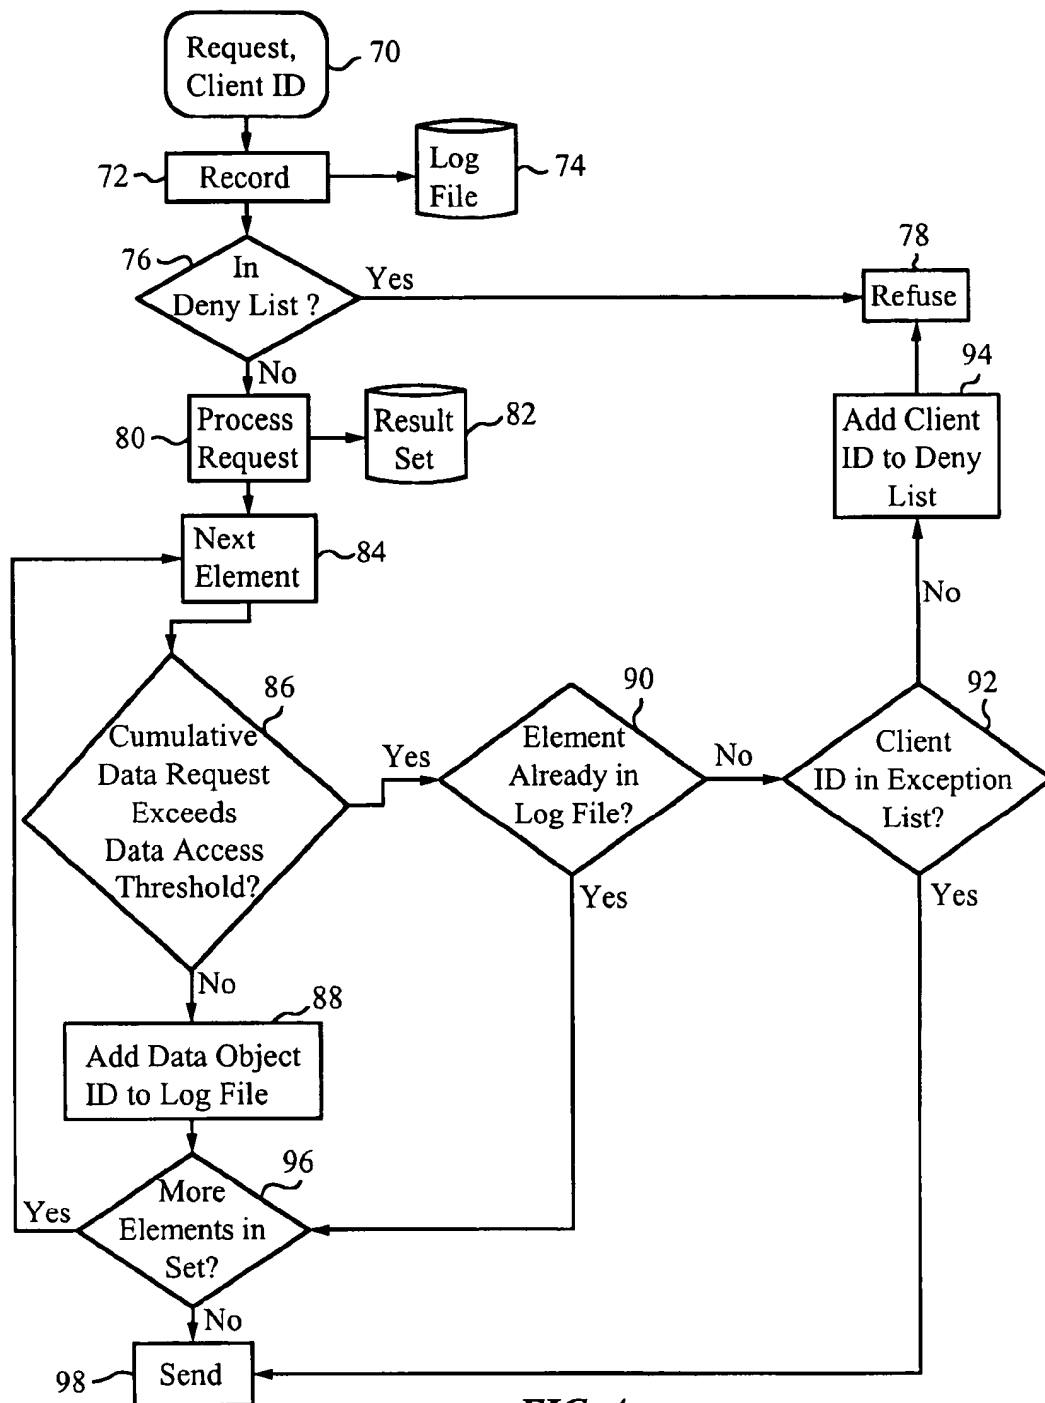 Request,
Client ID
70
72
Record
Log
File
74
76
In
Deny List ?
Yes
78
Refuse
No
94
Add Client
ID to Deny
List
80
Process
Request
Result
Set
82
Next
Element
84
No
86
Cumulative
Data Request
Exceeds
Data Access
Threshold?
Yes
90
Element
Already in
Log File?
No
92
Client
ID in Exception
List?
Yes
Yes
No
88
Add Data Object
ID to Log File
96
More
Elements in
Set?
Yes
No
98
Send